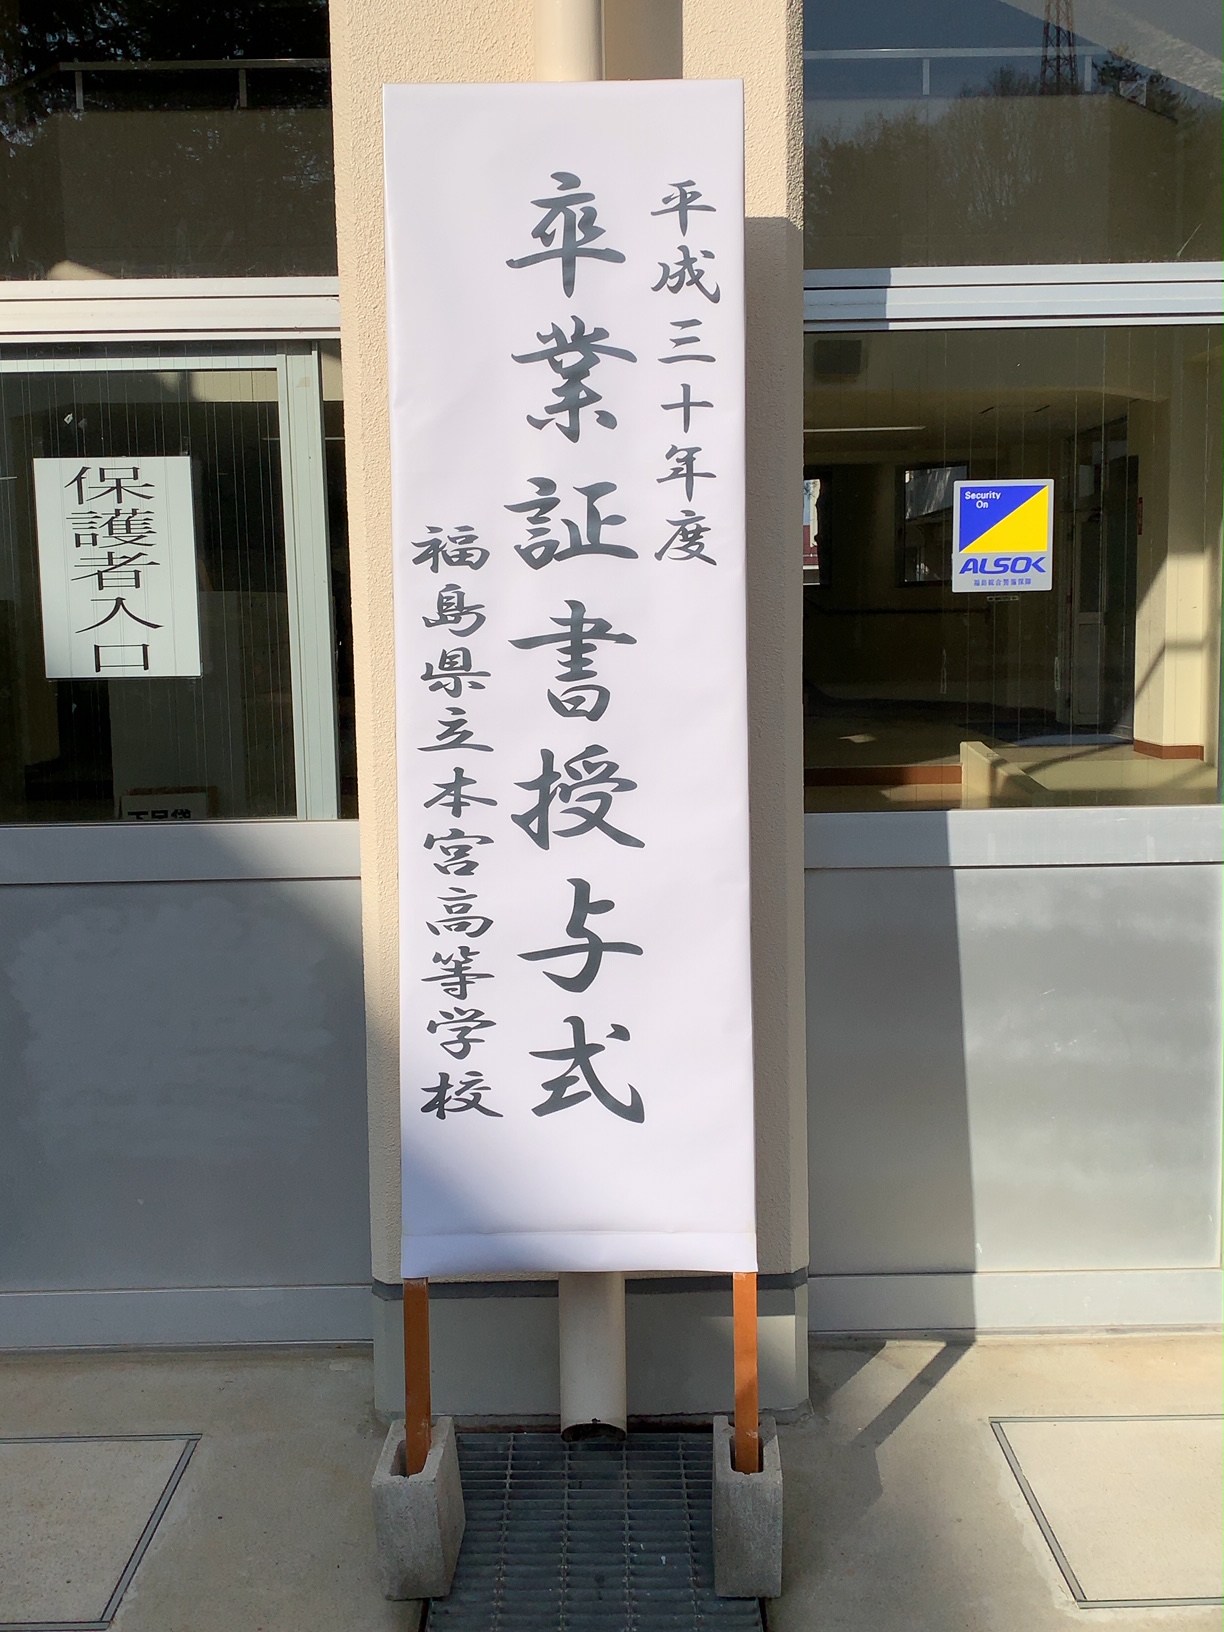 平成三十年度
卒業証書授与式
福島県立本宮高等学校
保護者入口
Security
On
ALSOK